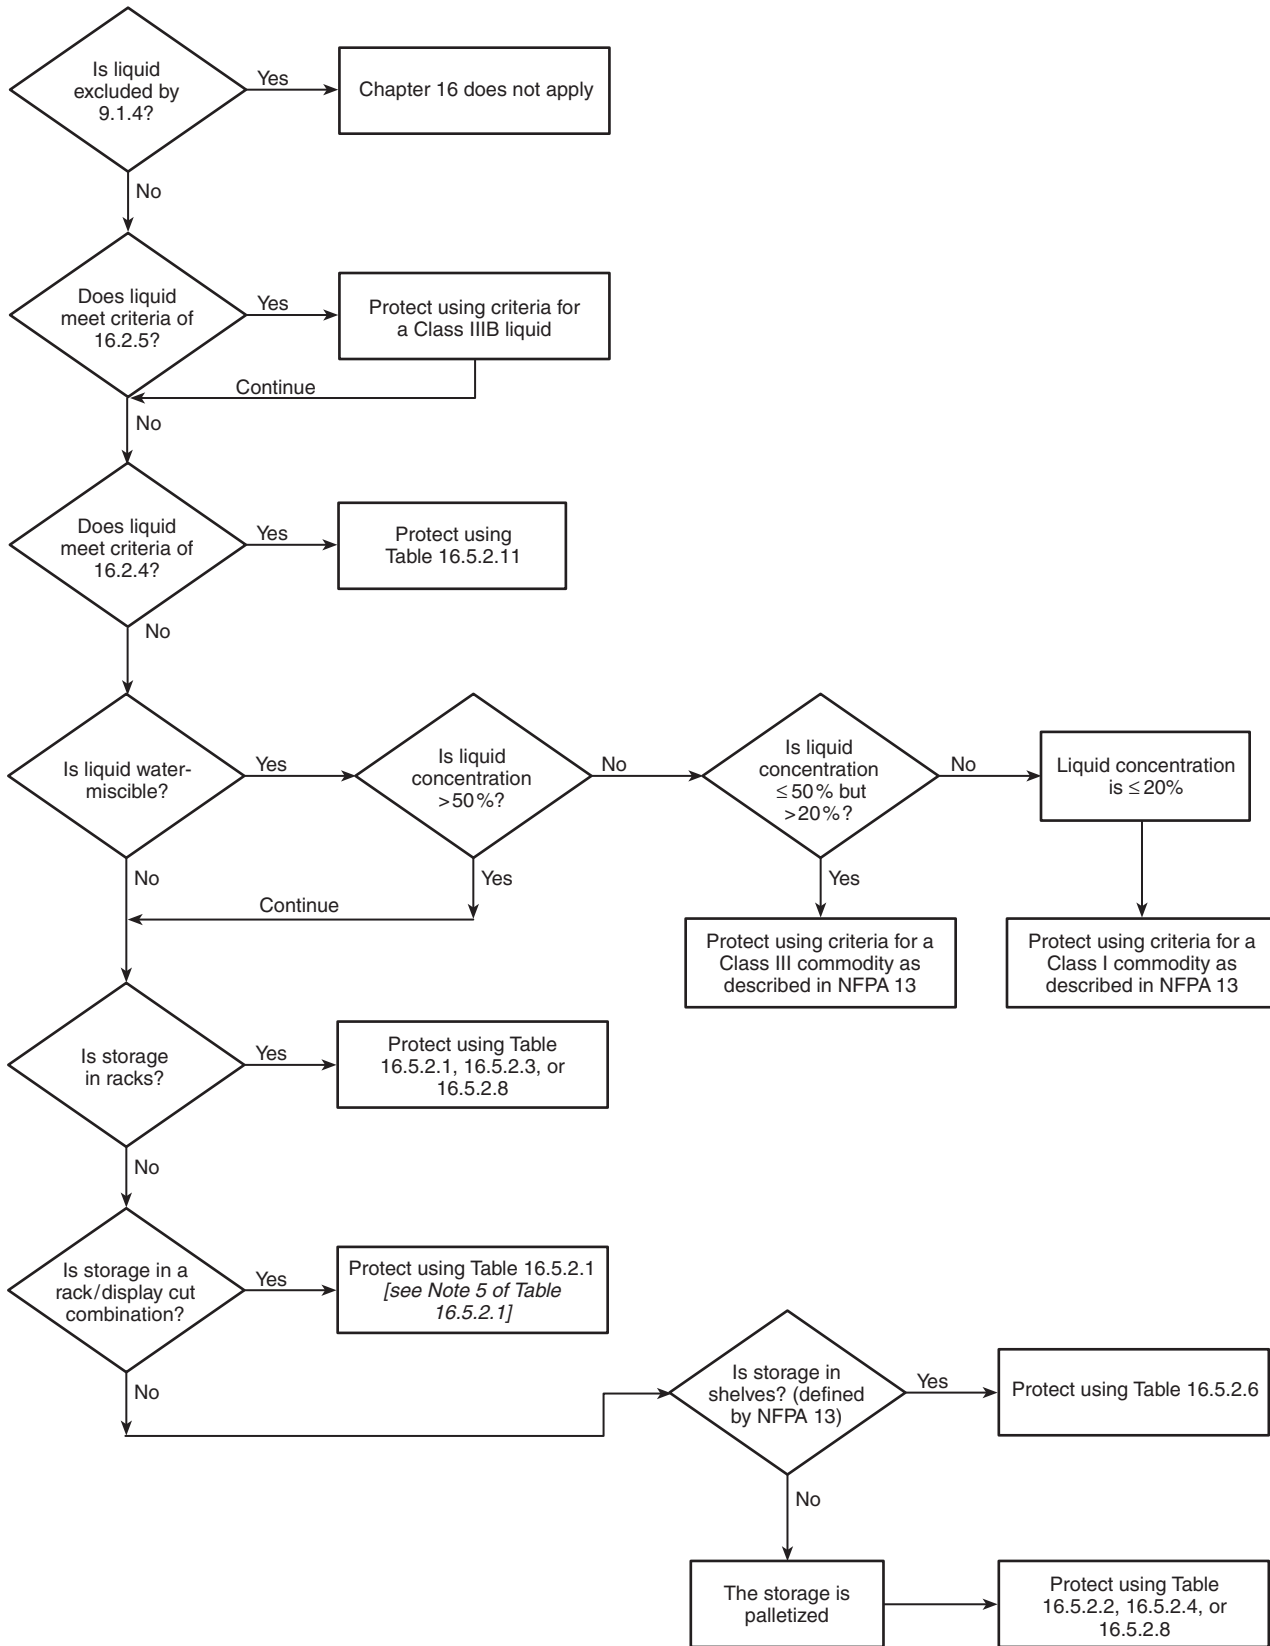 Is liquid
excluded by
9.1.4?
Yes
Chapter 16 does not apply
No
Does liquid
meet criteria of
16.2.5?
Yes
Protect using criteria for
a Class IIIB liquid
Continue
No
Does liquid
meet criteria of
16.2.4?
Yes
Protect using
Table 16.5.2.11
No
Is liquid water-
miscible?
Yes
Is liquid
concentration
>50%?
No
Is liquid
concentration
≤ 50% but
>20%?
No
Liquid concentration
is ≤ 20%
No
Yes
Yes
Continue
Protect using criteria for a
Class III commodity as
described in NFPA 13
Protect using criteria for a
Class I commodity as
described in NFPA 13
Is storage
in racks?
Yes
Protect using Table
16.5.2.1, 16.5.2.3, or
16.5.2.8
No
Is storage in a
rack/display cut
combination?
Yes
Protect using Table 16.5.2.1
[see Note 5 of Table
16.5.2.1]
No
Is storage in
shelves? (defined
by NFPA 13)
Yes
Protect using Table 16.5.2.6
No
The storage is
palletized
Protect using Table
16.5.2.2, 16.5.2.4, or
16.5.2.8